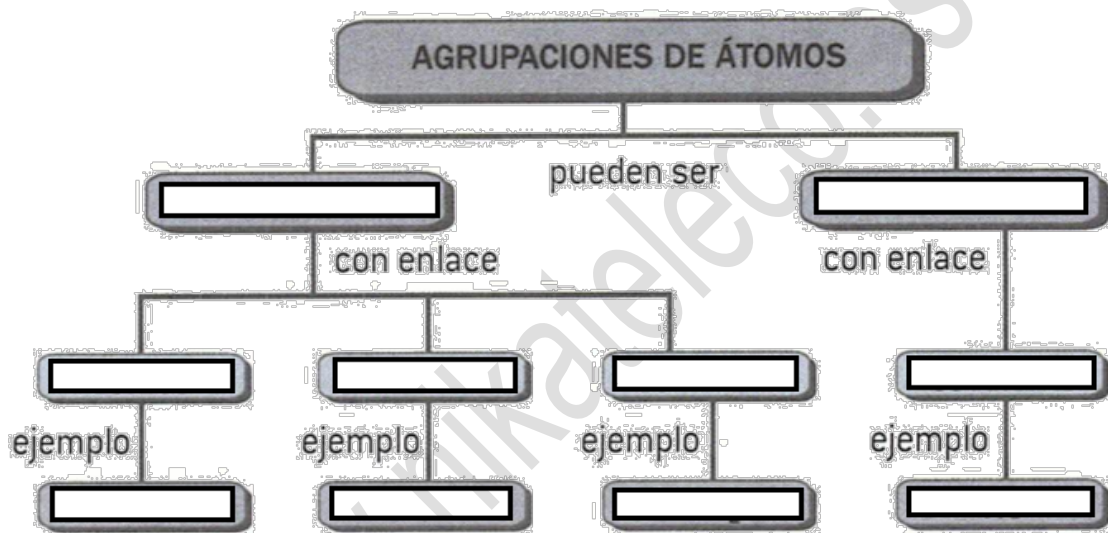 AGRUPACIONES DE ÁTOMOS
pueden ser
con enlace
con enlace
ejemplo
ejemplo
ejemplo
ejemplo